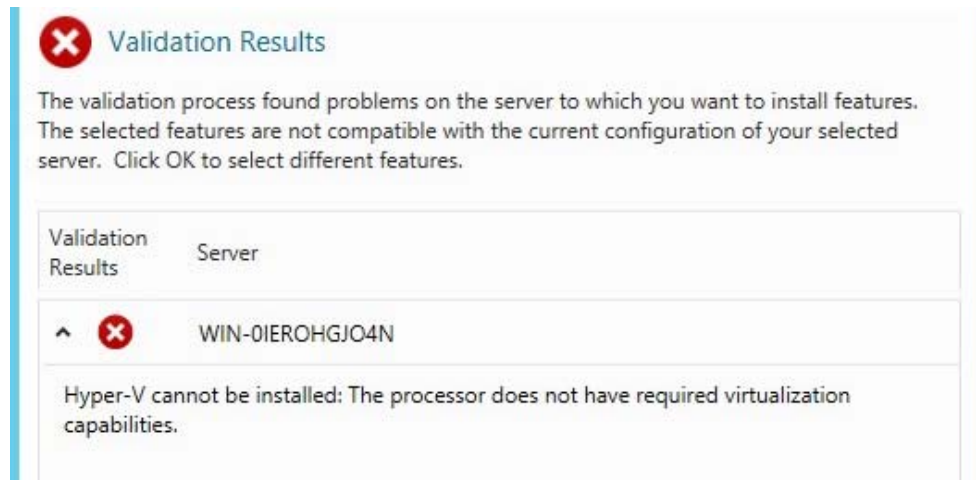 Validation Results
The validation process found problems on the server to which you want to install features.
The selected features are not compatible with the current configuration of your selected
server. Click OK to select different features.
Validation
Results
Server
WIN-0IEROHGJO4N
Hyper-V cannot be installed: The processor does not have required virtualization
capabilities.